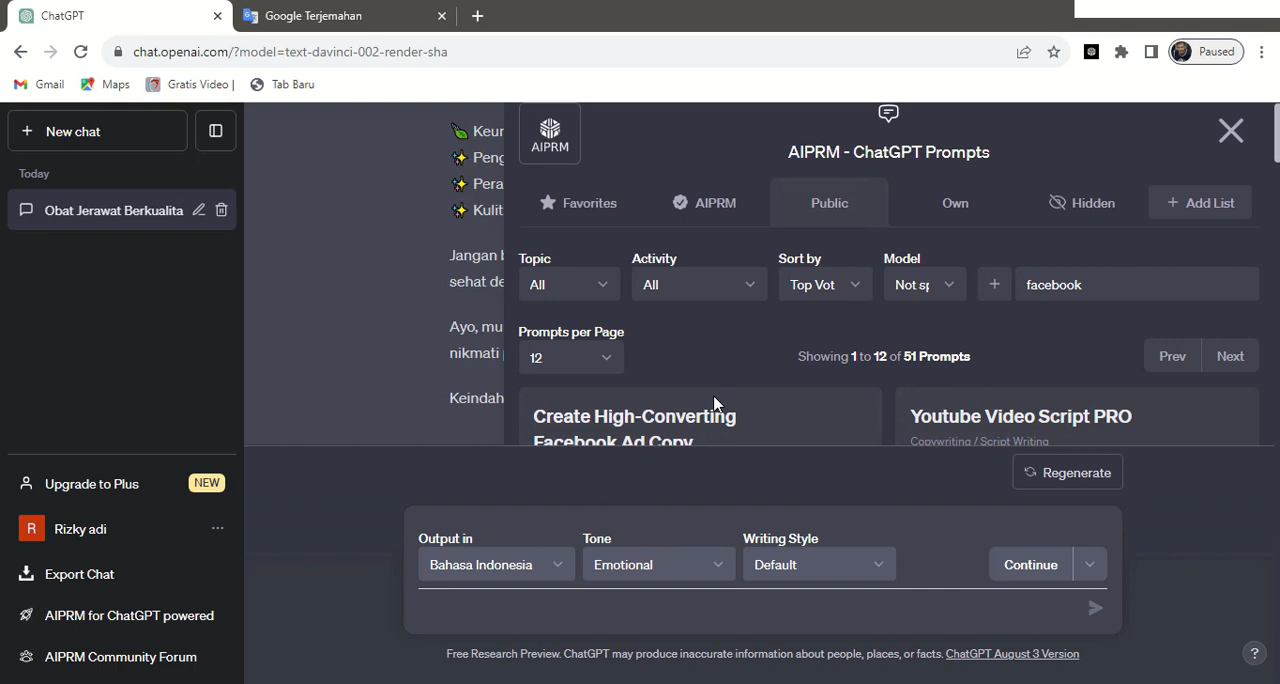 ChatGPT
Google Terjemahan
chat.openai.com/?model=text-davinci-002-render-sha
Paused
Gmail
Maps
Gratis Video |
Tab Baru
New chat
Today
Obat Jerawat Berkualita
Upgrade to Plus
NEW
R
Rizky adi
Export Chat
AIPRM for ChatGPT powered
AIPRM Community Forum
Keur
Peng
Pera
Kulit
Jangan b
sehat de
Ayo, mu
nikmati
Keindah
AIPRM
AIPRM - ChatGPT Prompts
Favorites
AIPRM
Public
Own
Hidden
+ Add List
Topic
Activity
Sort by
Model
All
All
Top Vot
Not sp
+
facebook
Prompts per Page
12
Showing 1 to 12 of 51 Prompts
Prev
Next
Create High-Converting
Facebook Ad Copy
Youtube Video Script PRO
Copywriting / Script Writing
Regenerate
Output in
Tone
Writing Style
Bahasa Indonesia
Emotional
Default
Continue
Free Research Preview. ChatGPT may produce inaccurate information about people, places, or facts. ChatGPT August 3 Version
?